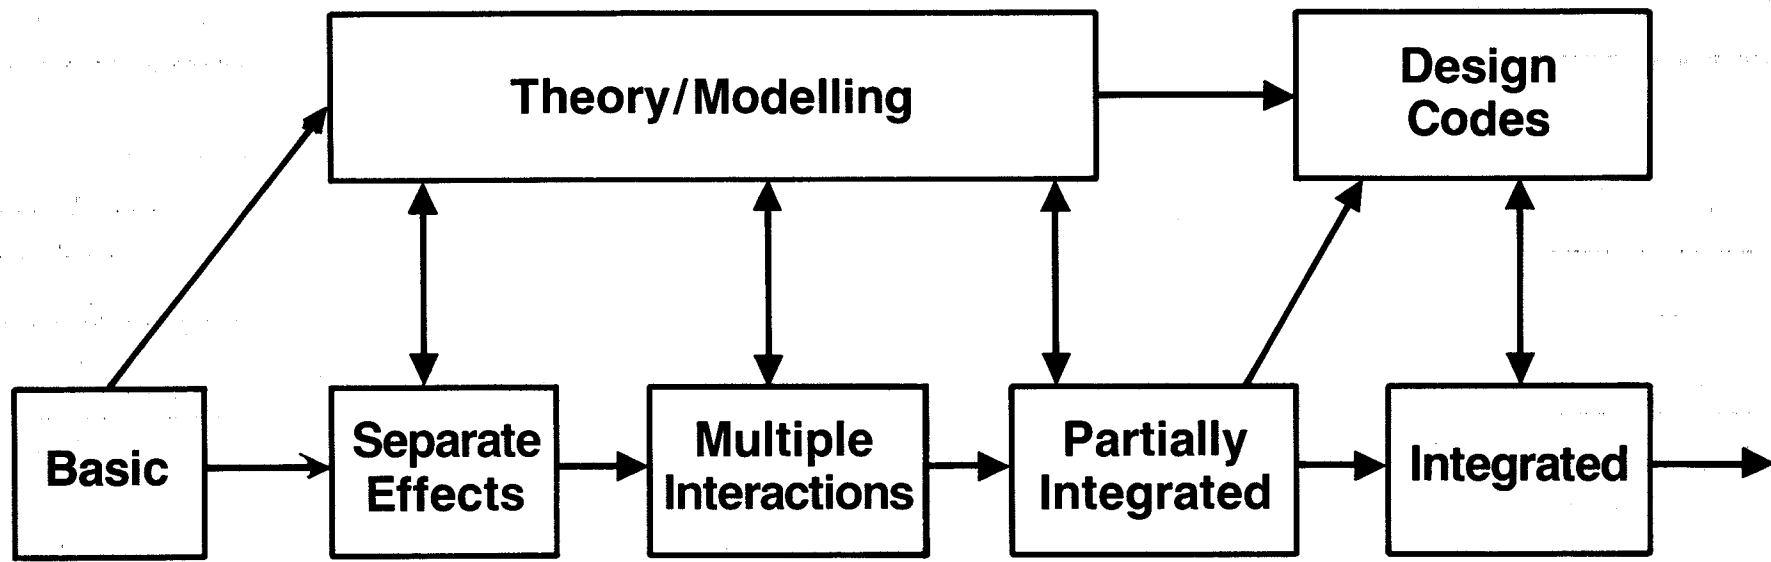 Theory/Modelling
Design
Codes
Basic
Separate
Effects
Multiple
Interactions
Partially
Integrated
Integrated